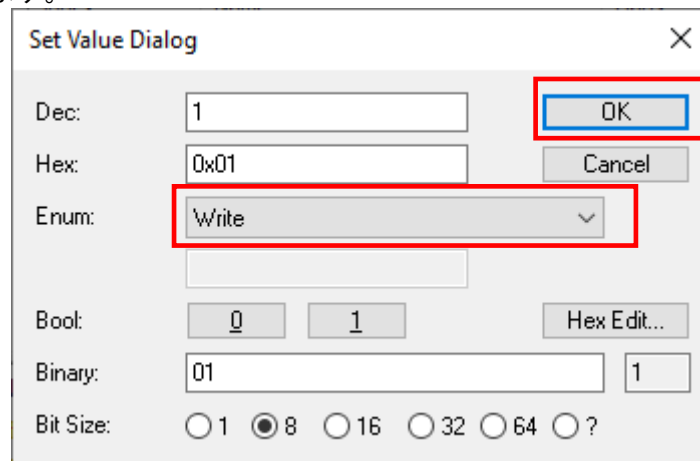 す。
Set Value Dialog
Dec: 1 OK
Hex: 0x01 Cancel
Enum: Write
Bool: 0 1 Hex Edit...
Binary: 01 1
Bit Size: 1 8 16 32 64 ?